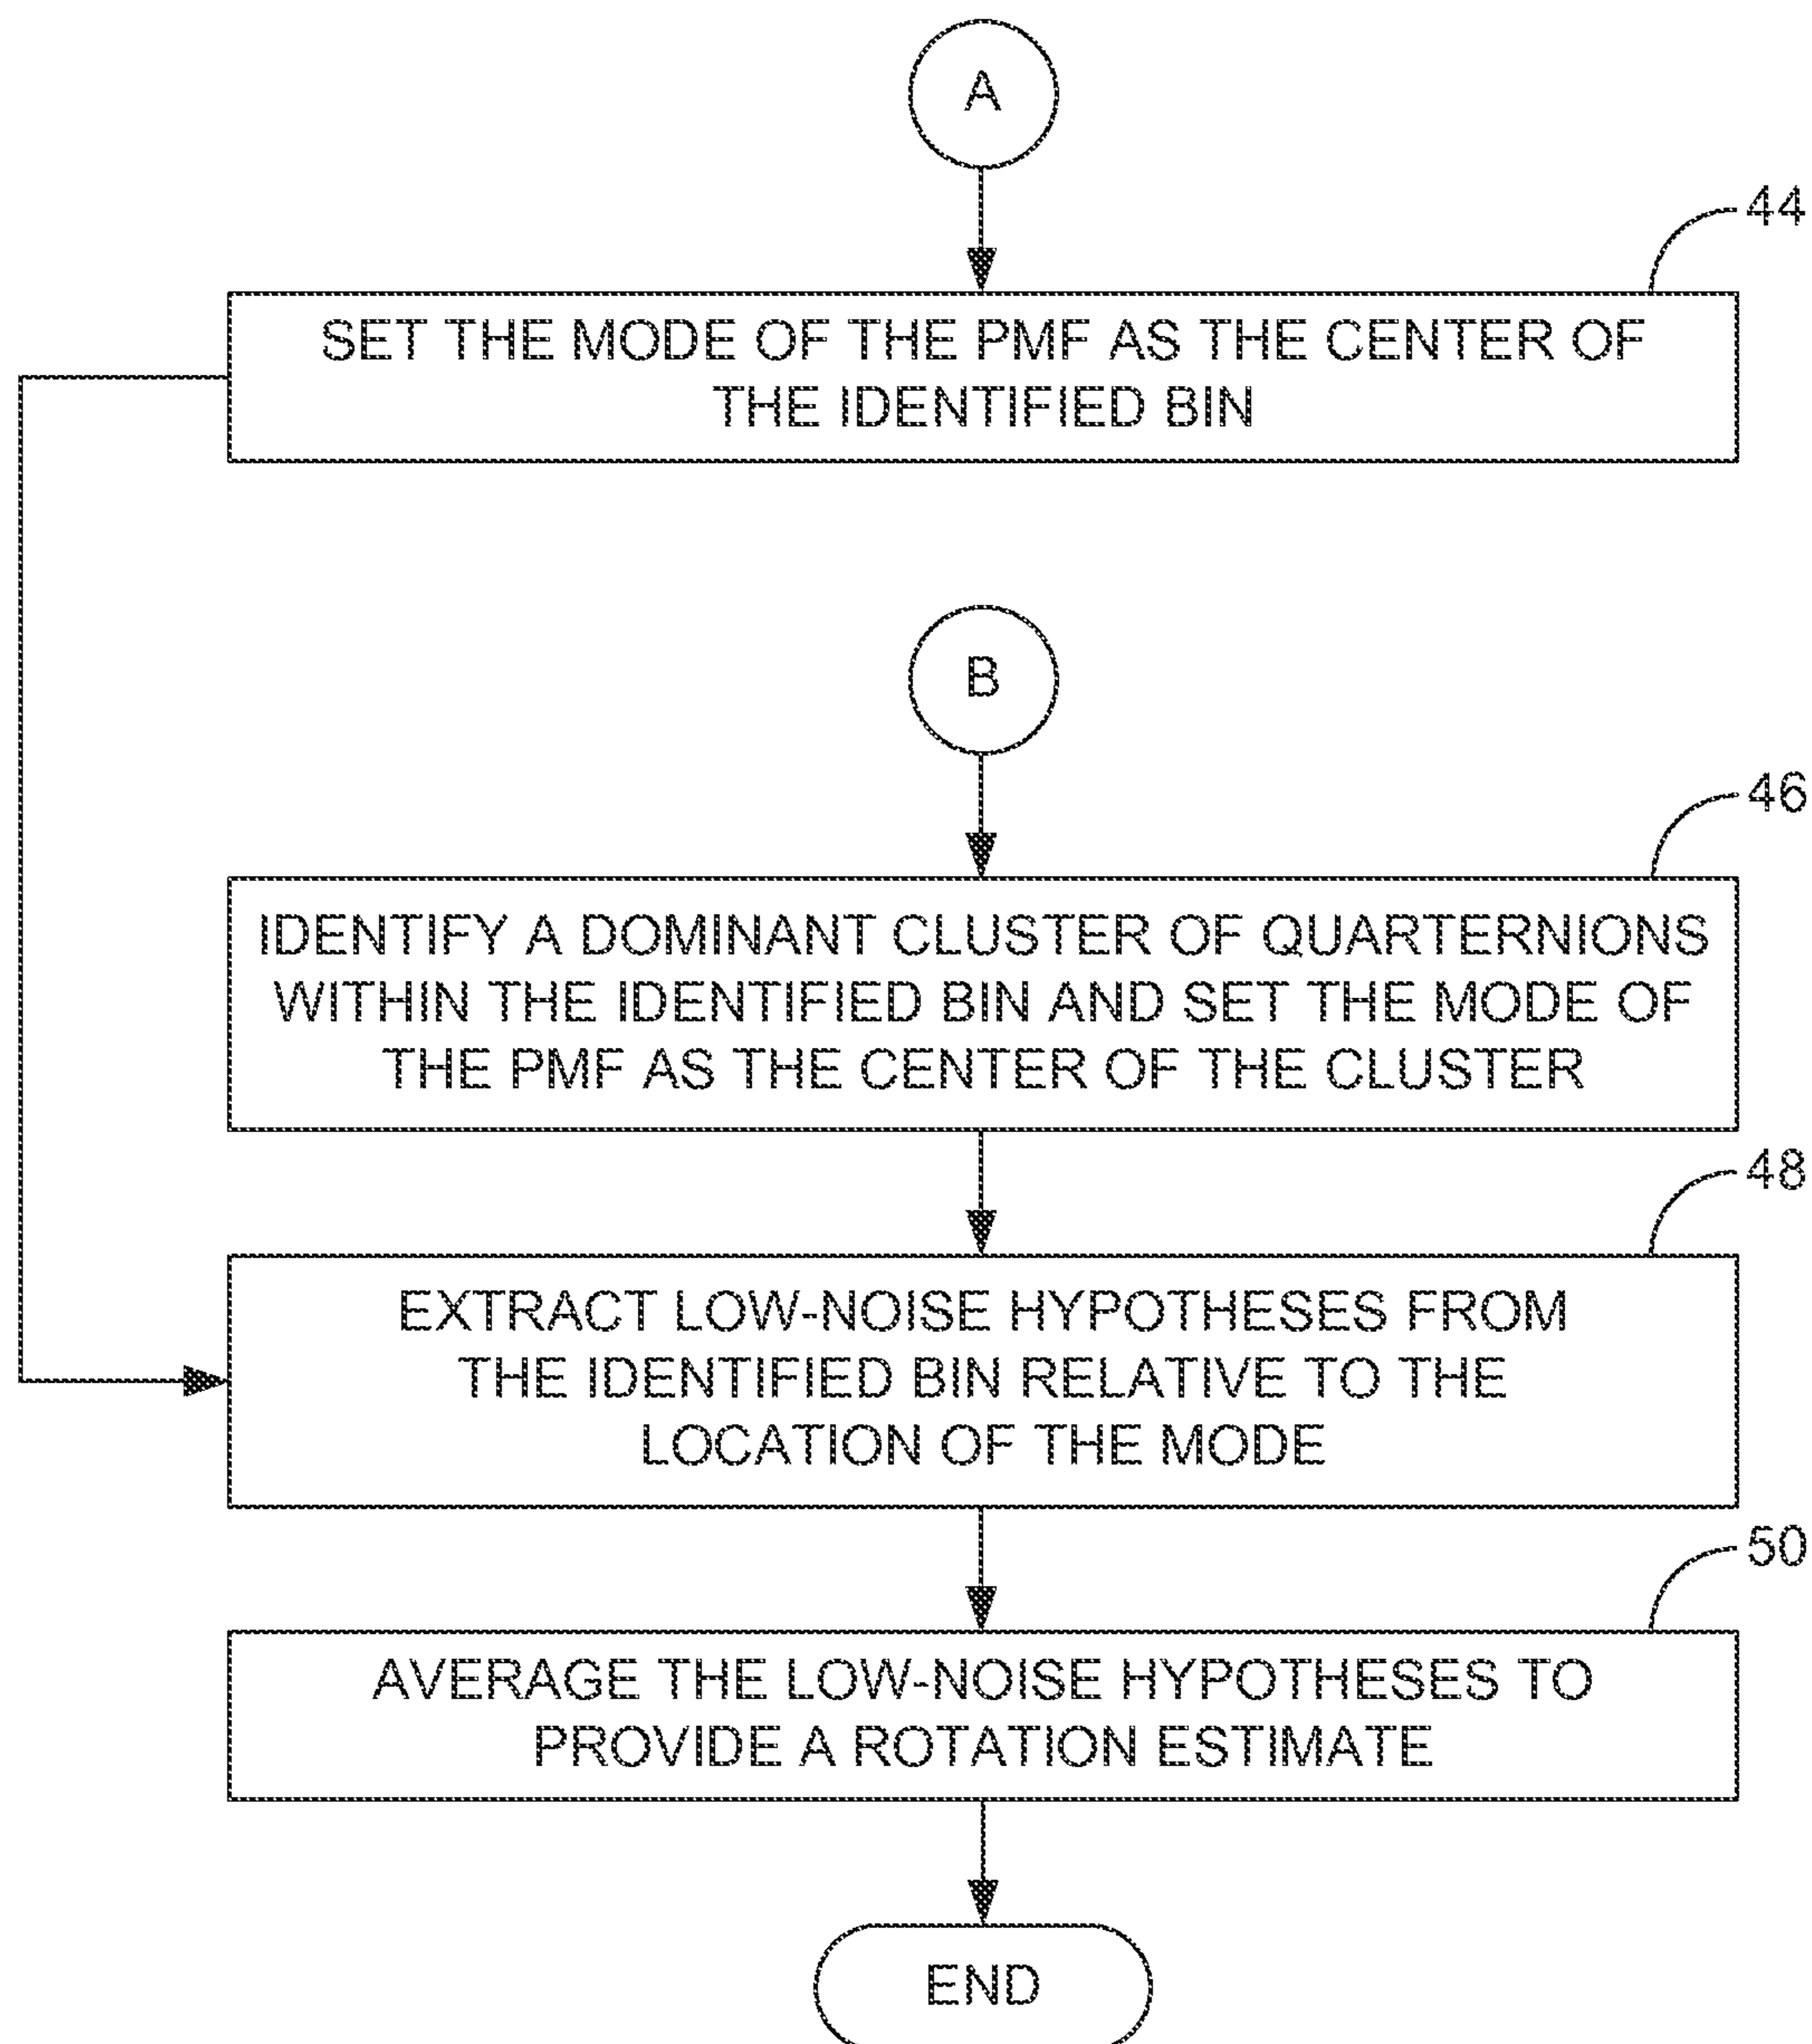 A
44
SET THE MODE OF THE PMF AS THE CENTER OF
THE IDENTIFIED BIN
B
46
IDENTIFY A DOMINANT CLUSTER OF QUARTERNIONS
WITHIN THE IDENTIFIED BIN AND SET THE MODE OF
THE PMF AS THE CENTER OF THE CLUSTER
48
EXTRACT LOW-NOISE HYPOTHESES FROM
THE IDENTIFIED BIN RELATIVE TO THE
LOCATION OF THE MODE
50
AVERAGE THE LOW-NOISE HYPOTHESES TO
PROVIDE A ROTATION ESTIMATE
END